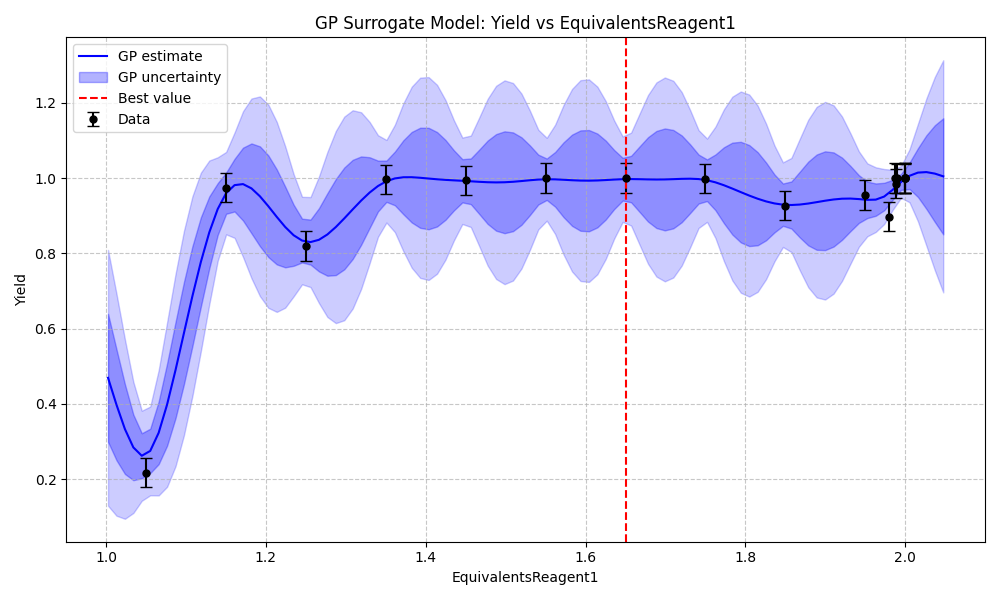 GP Surrogate Model: Yield vs EquivalentsReagent1
GP estimate
GP uncertainty
Best value
Data
Yield
1.2
1.0
0.8
0.6
0.4
0.2
1.0 1.2 1.4 1.6 1.8 2.0
EquivalentsReagent1